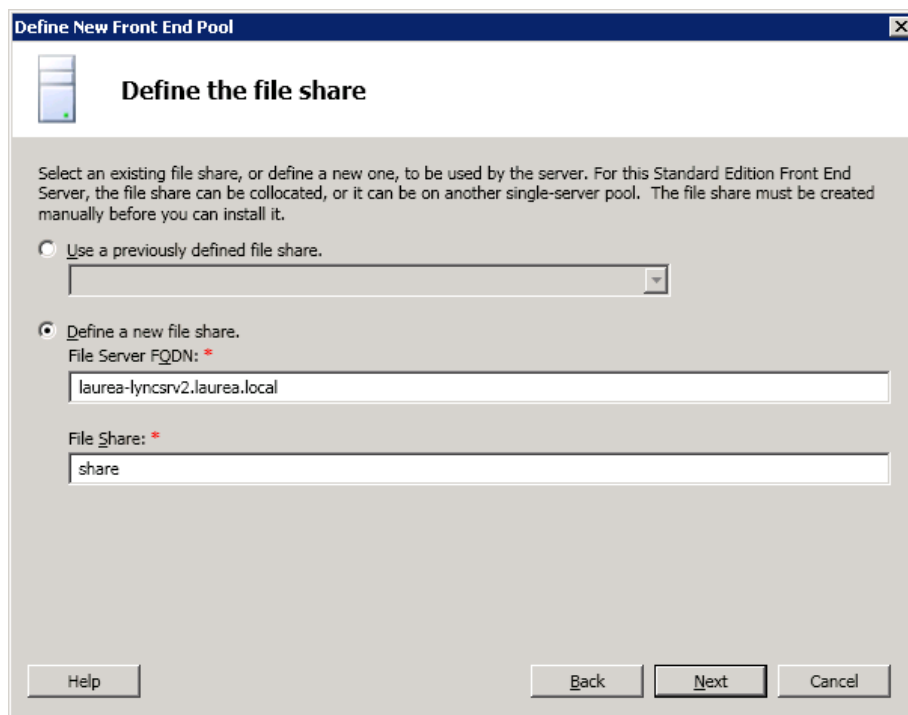 Define New Front End Pool
Define the file share
Select an existing file share, or define a new one, to be used by the server. For this Standard Edition Front End
Server, the file share can be collocated, or it can be on another single-server pool. The file share must be created
manually before you can install it.
Use a previously defined file share.
Define a new file share.
File Server FQDN: *
laurea-lyncsrv2.laurea.local
File Share: *
share
Help
Back
Next
Cancel